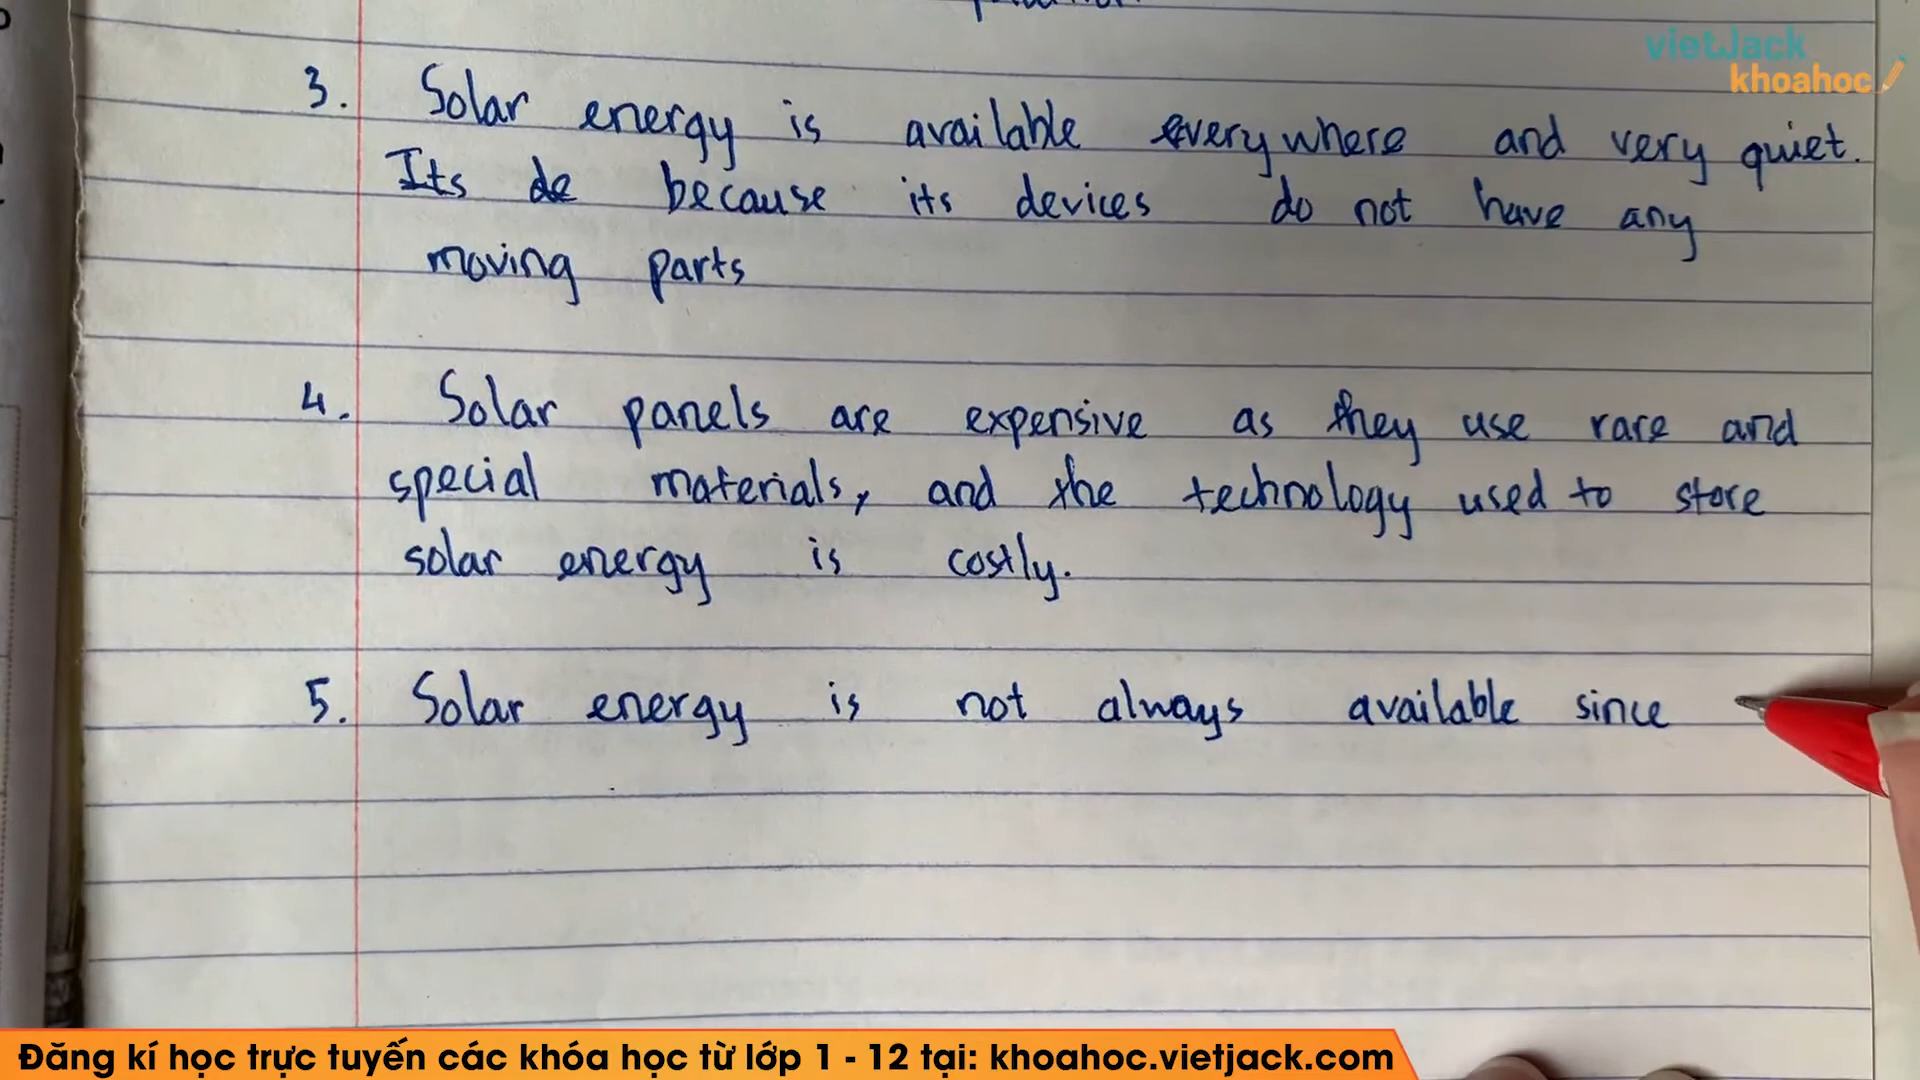 vietJack
khoahoc
3. Solar energy is available everywhere and very quiet.
Its de because its devices do not have any
moving parts
4. Solar panels are expensive as they use rare and
special materials, and the technology used to store
solar energy is costly.
5. Solar energy is not always available since
Đăng kí học trực tuyến các khóa học từ lớp 1 - 12 tại: khoahoc.vietjack.com